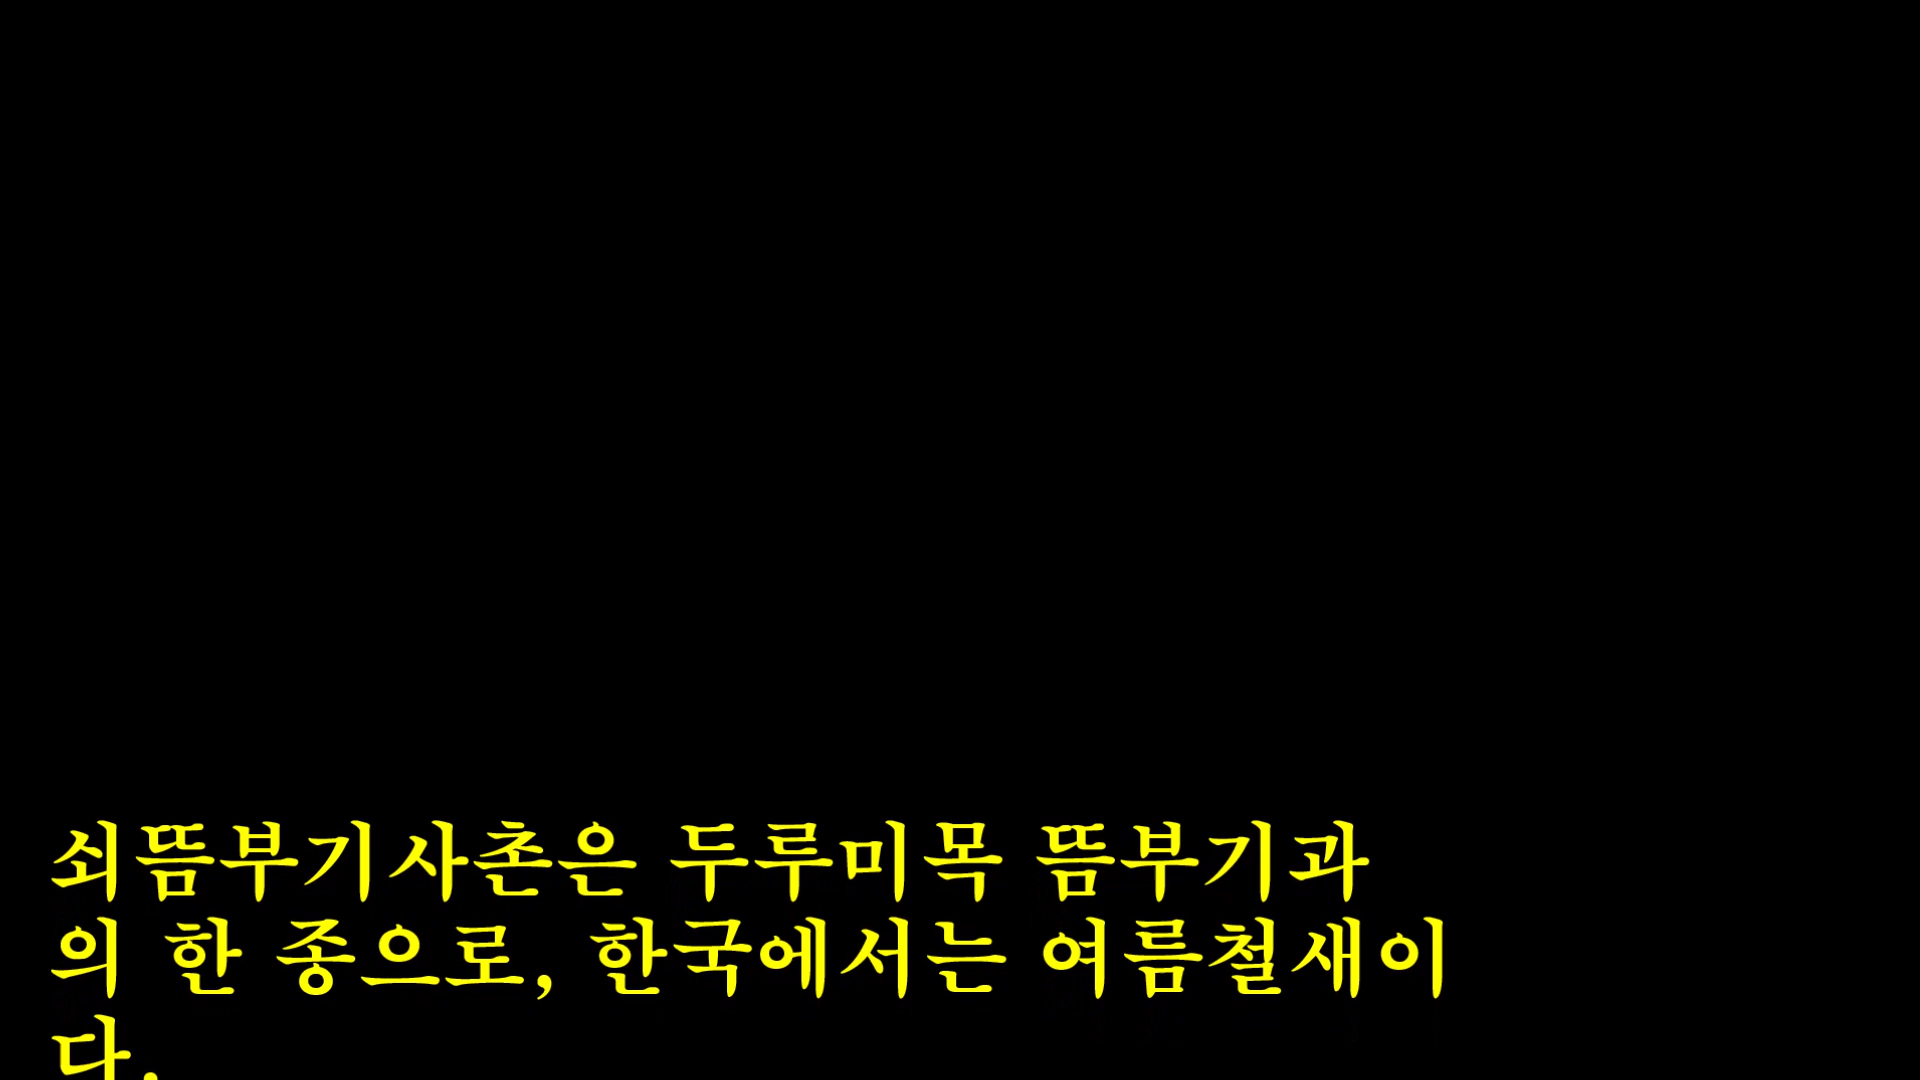 쇠뜸부기사촌은 두루미목 뜸부기과
의 한 종으로, 한국에서는 여름철새이
다.